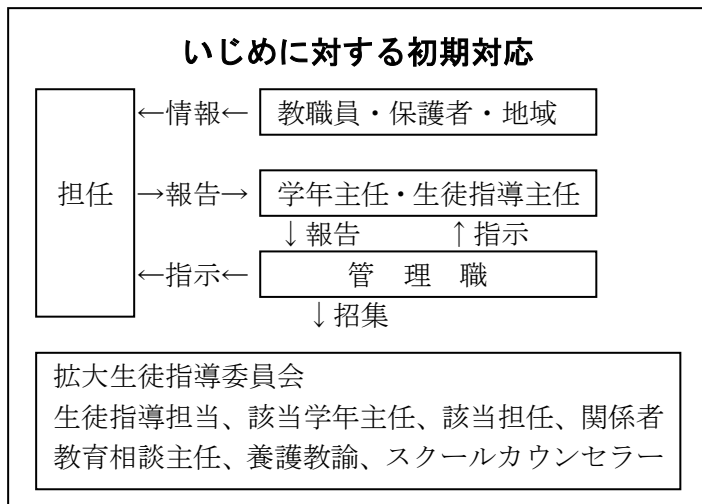 いじめに対する初期対応
←情報← 教職員・保護者・地域
担任 →報告→ 学年主任・生徒指導主任
↓報告 ↑指示
←指示← 管 理 職
↓招集
拡大生徒指導委員会
生徒指導担当、該当学年主任、該当担任、関係者
教育相談主任、養護教諭、スクールカウンセラー